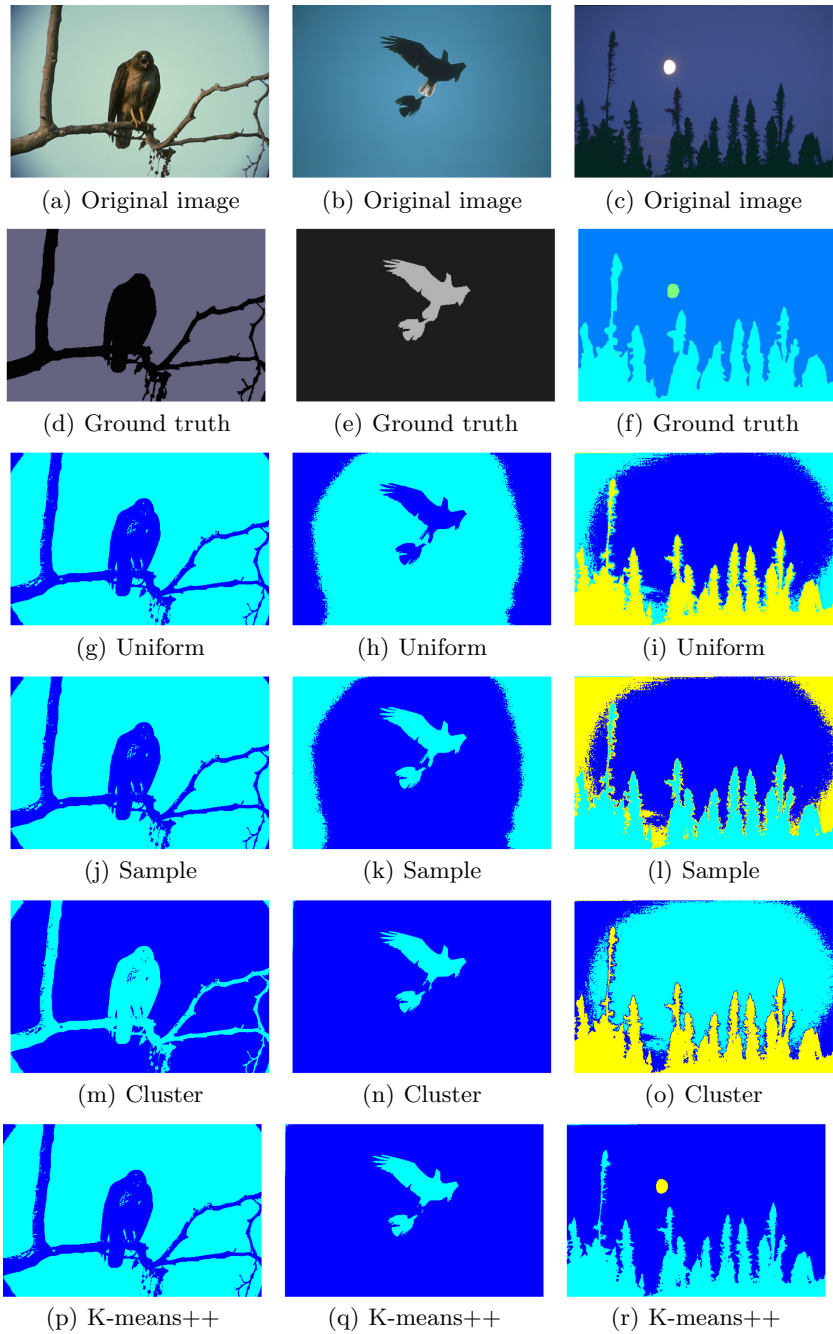 (a) Original image
(b) Original image
(c) Original image
(d) Ground truth
(e) Ground truth
(f) Ground truth
(g) Uniform
(h) Uniform
(i) Uniform
(j) Sample
(k) Sample
(l) Sample
(m) Cluster
(n) Cluster
(o) Cluster
(p) K-means++
(q) K-means++
(r) K-means++